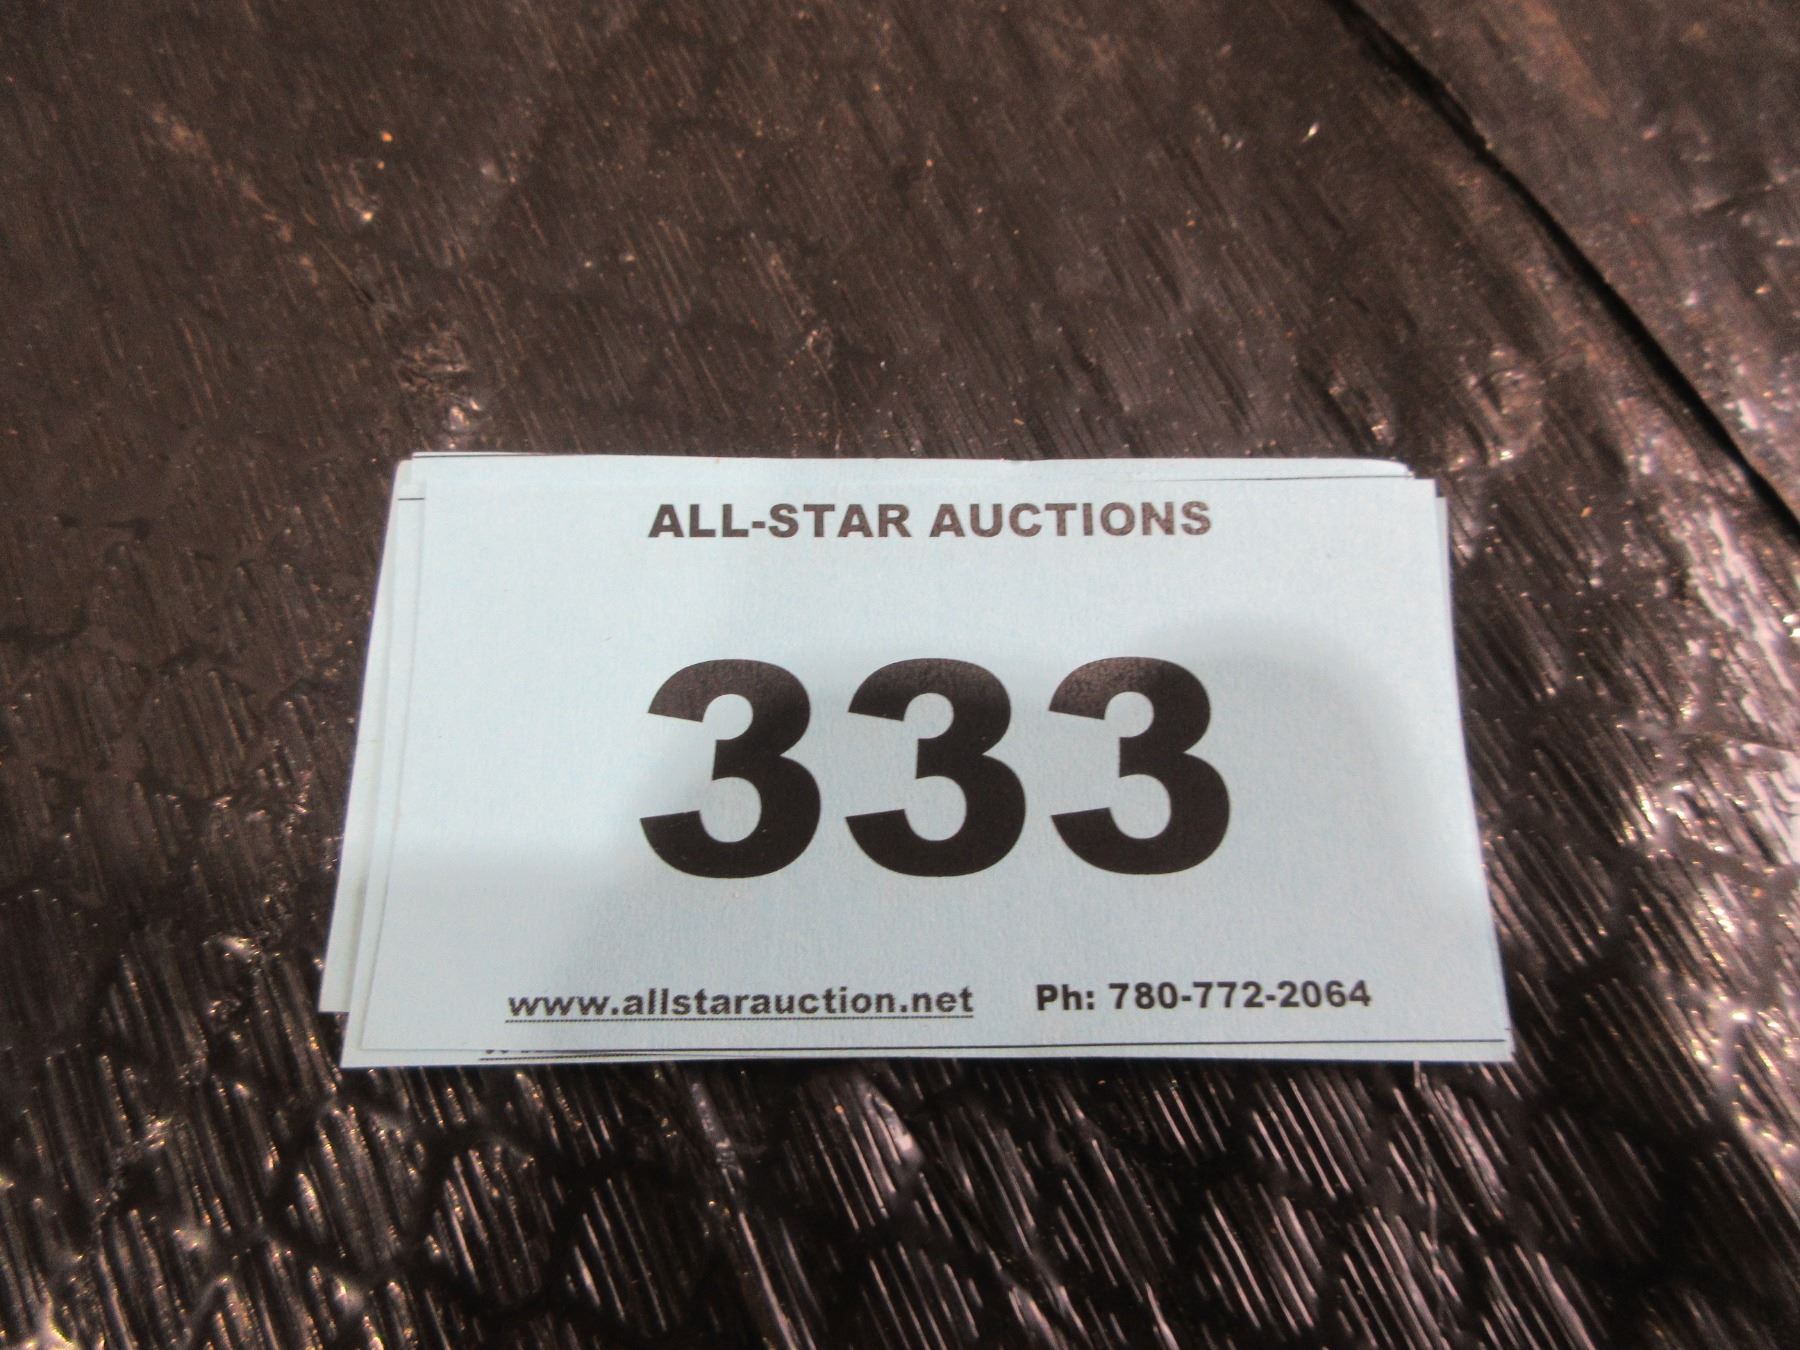 ALL-STAR AUCTIONS
333
www.allstarauction.net Ph: 780-772-2064